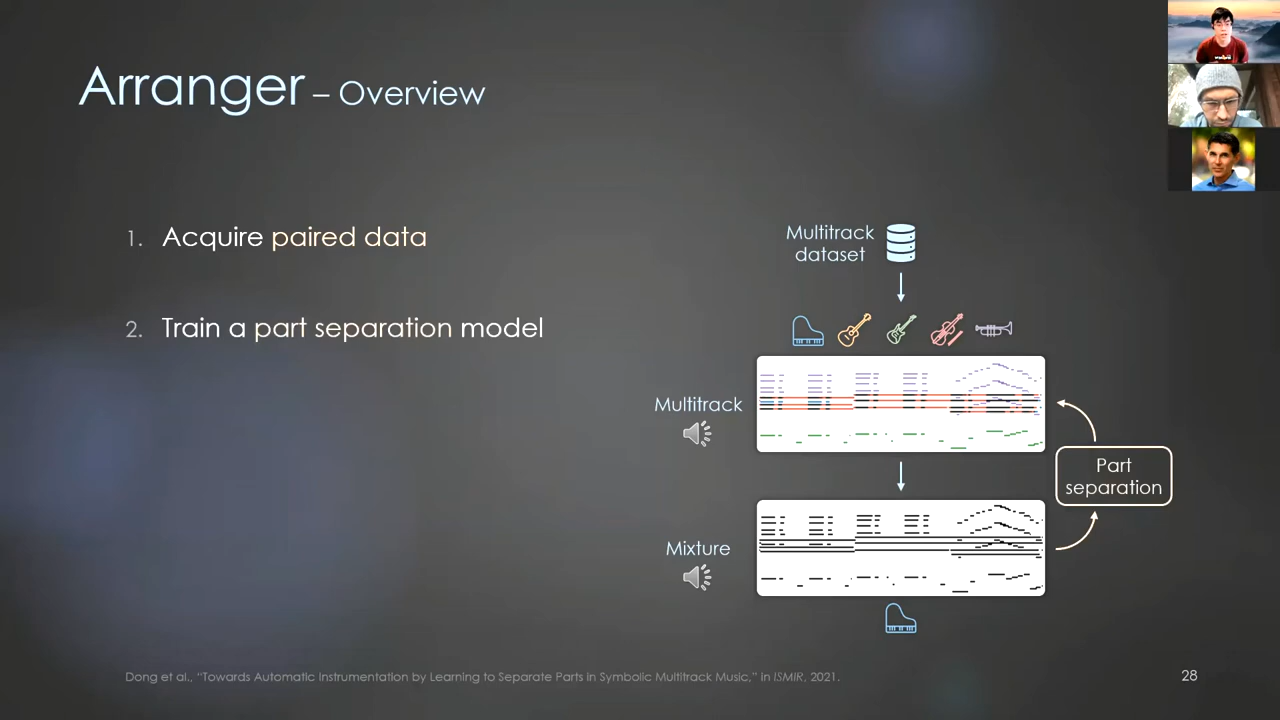 Arranger – Overview
1. Acquire paired data
2. Train a part separation model
Multitrack
dataset
Multitrack
Part
separation
Mixture
Dong et al., “Towards Automatic Instrumentation by Learning to Separate Parts in Symbolic Multitrack Music,” in ISMIR, 2021.
28